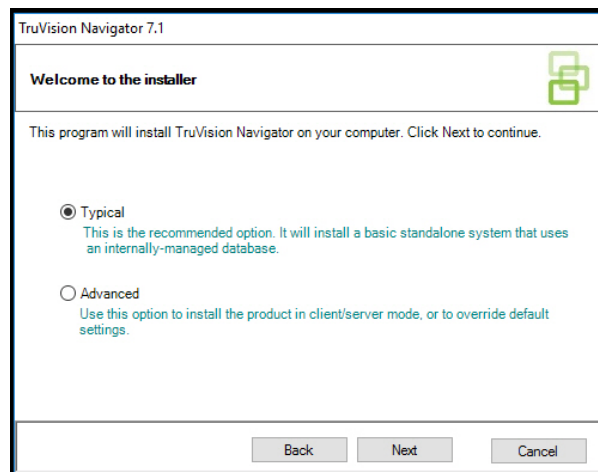 TruVision Navigator 7.1
Welcome to the installer
This program will install TruVision Navigator on your computer. Click Next to continue.
Typical
This is the recommended option. It will install a basic standalone system that uses
an internally-managed database.
Advanced
Use this option to install the product in client/server mode, or to override default
settings.
Back Next Cancel